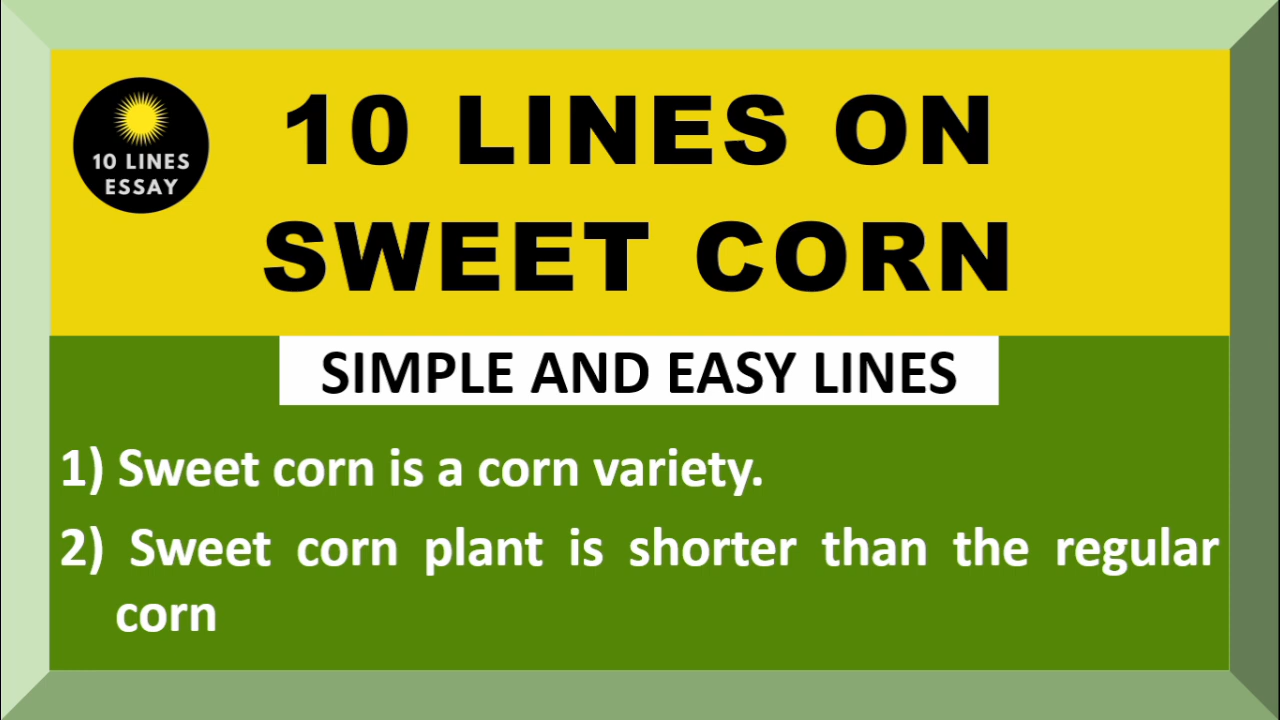 10 LINES
ESSAY
10 LINES ON
SWEET CORN
SIMPLE AND EASY LINES
1) Sweet corn is a corn variety.
2) Sweet corn plant is shorter than the regular
corn